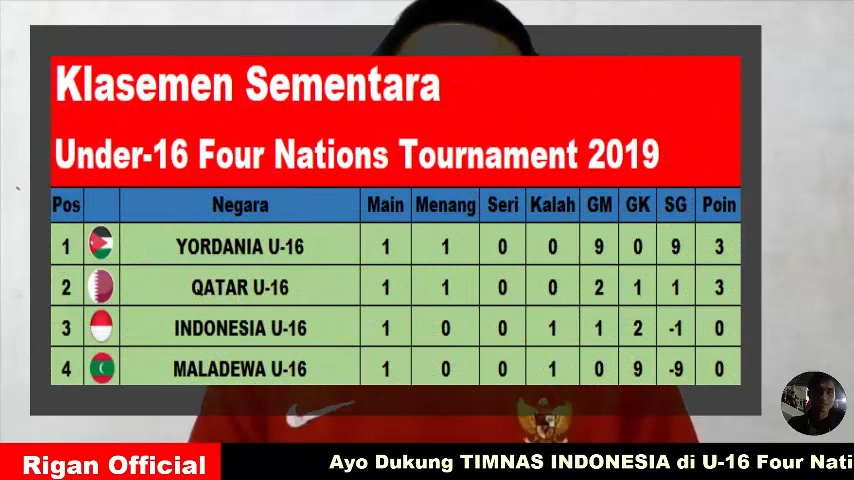 Klasemen Sementara
Under-16 Four Nations Tournament 2019
Pos Negara Main Menang Seri Kalah GM GK SG Poin
1 YORDANIA U-16 1 1 0 0 9 0 9 3
2 QATAR U-16 1 1 0 0 2 1 1 3
3 INDONESIA U-16 1 0 0 1 1 2 -1 0
4 MALADEWA U-16 1 0 0 1 0 9 -9 0
Rigan Official Ayo Dukung TIMNAS INDONESIA di U-16 Four Nati